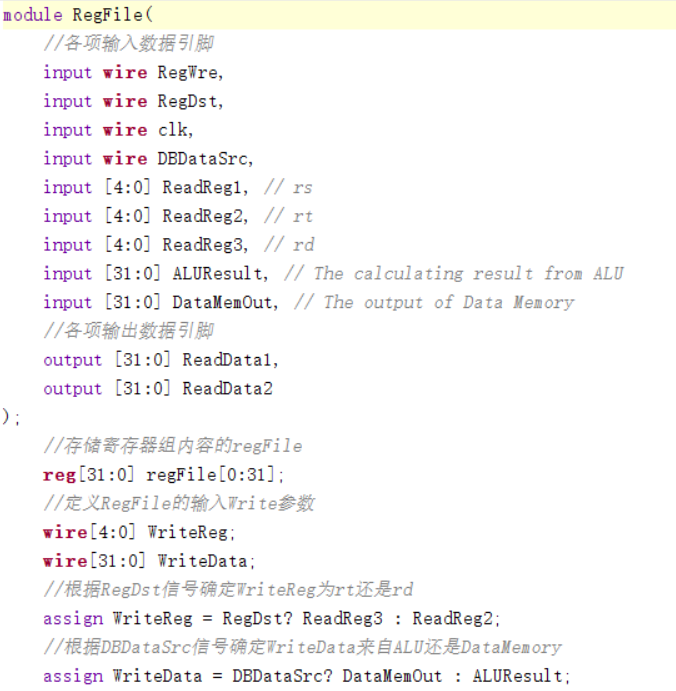 module RegFile(
//各项输入数据引脚
input wire RegWre,
input wire RegDst,
input wire clk,
input wire DBDataSrc,
input [4:0] ReadReg1, // rs
input [4:0] ReadReg2, // rt
input [4:0] ReadReg3, // rd
input [31:0] ALUResult, // The calculating result from ALU
input [31:0] DataMemOut, // The output of Data Memory
//各项输出数据引脚
output [31:0] ReadData1,
output [31:0] ReadData2
);
//存储寄存器组内容的regFile
reg[31:0] regFile[0:31];
//定义RegFile的输入Write参数
wire[4:0] WriteReg;
wire[31:0] WriteData;
//根据RegDst信号确定WriteReg为rt还是rd
assign WriteReg = RegDst? ReadReg3 : ReadReg2;
//根据DBDataSrc信号确定WriteData来自ALU还是DataMemory
assign WriteData = DBDataSrc? DataMemOut : ALUResult;